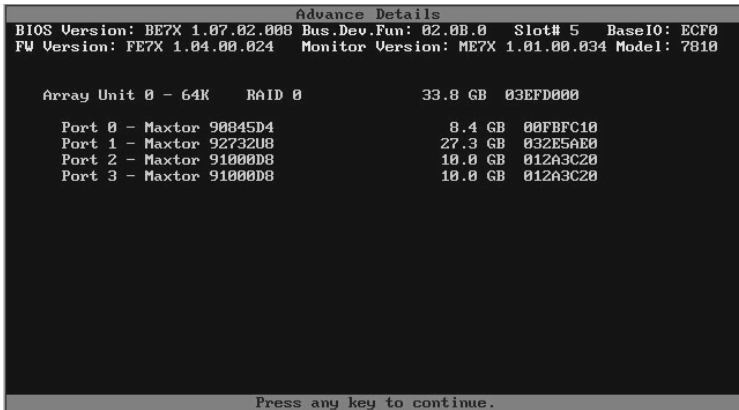 Advance Details
BIOS Version: BE7X 1.07.02.008 Bus.Dev.Fun: 02.0B.0 Slot# 5 BaseIO: ECF0
FW Version: FE7X 1.04.00.024 Monitor Version: ME7X 1.01.00.034 Model: 7810
Array Unit 0 - 64K RAID 0 33.8 GB 03EFD000
Port 0 - Maxtor 90845D4 8.4 GB 00FBFC10
Port 1 - Maxtor 92732U8 27.3 GB 032E5AE0
Port 2 - Maxtor 91000D8 10.0 GB 012A3C20
Port 3 - Maxtor 91000D8 10.0 GB 012A3C20
Press any key to continue.